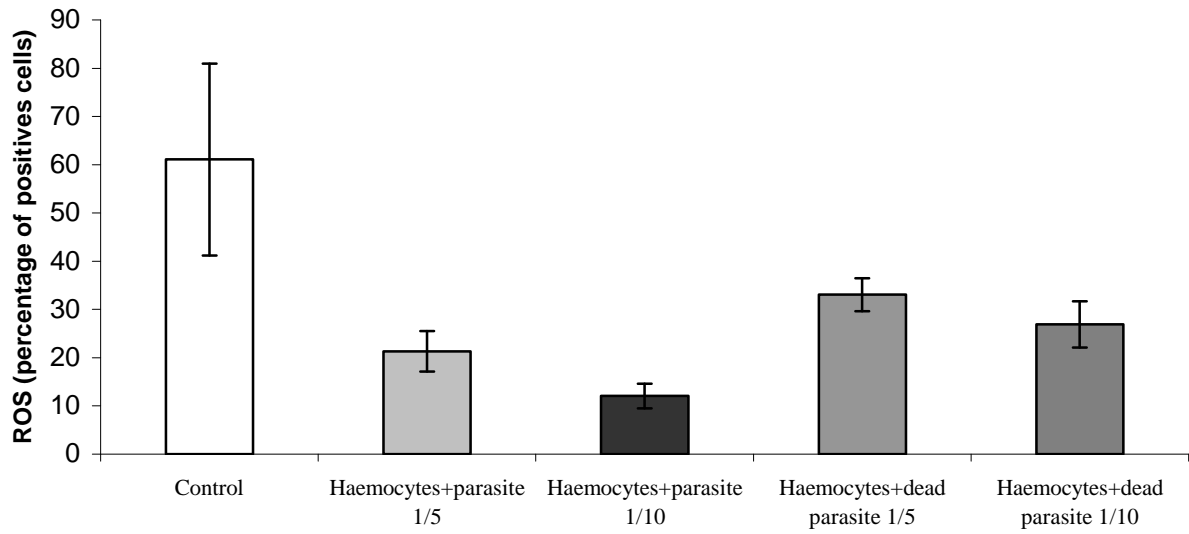 90
80
70
60
50
40
30
20
10
0
ROS (percentage of positives cells)
Control
Haemocytes+parasite
1/5
Haemocytes+parasite
1/10
Haemocytes+dead
parasite 1/5
Haemocytes+dead
parasite 1/10